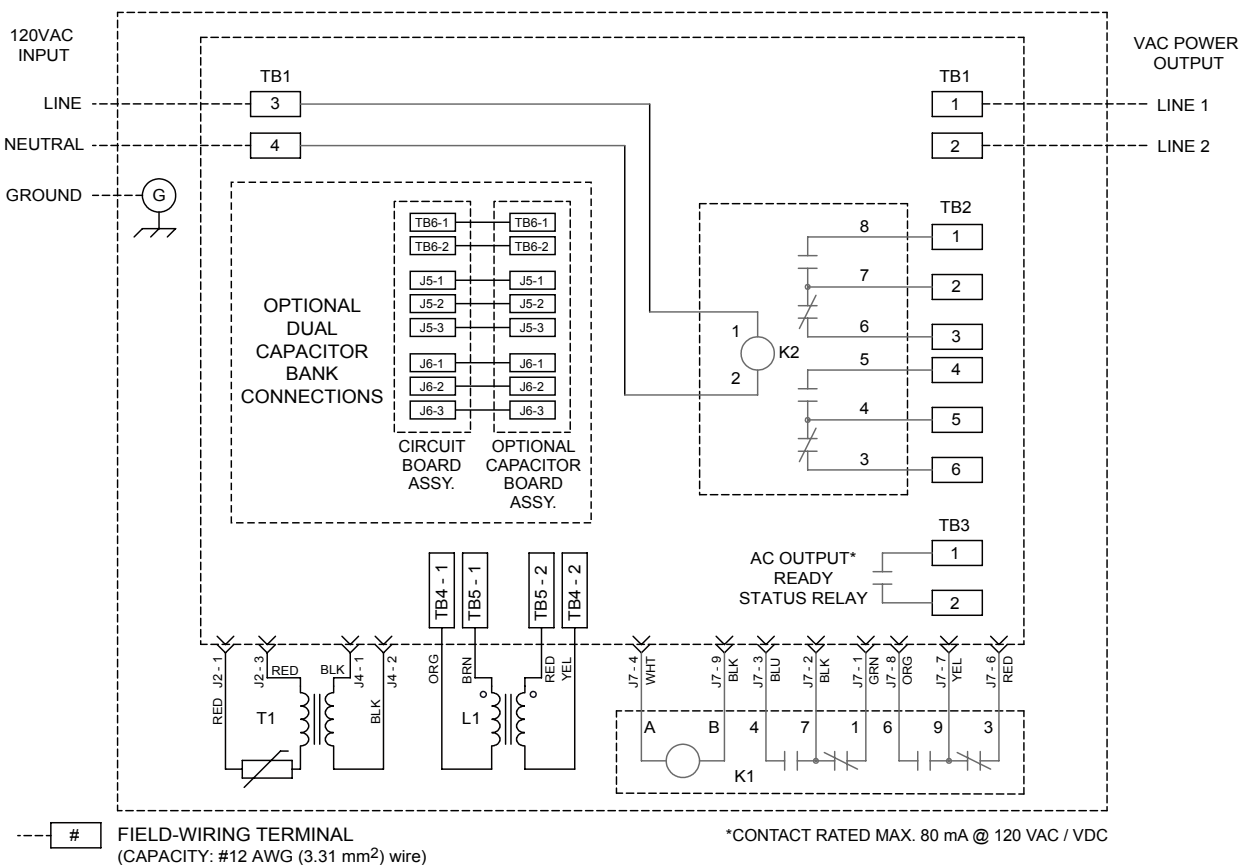 120VAC
INPUT
VAC POWER
OUTPUT
TB1
TB1
LINE
3
1
LINE 1
NEUTRAL
4
2
LINE 2
GROUND
G
TB2
8
1
7
2
6
3
5
4
4
5
3
6
1
2
K2
OPTIONAL
DUAL
CAPACITOR
BANK
CONNECTIONS
TB6-1
TB6-1
TB6-2
TB6-2
J5-1
J5-1
J5-2
J5-2
J5-3
J5-3
J6-1
J6-1
J6-2
J6-2
J6-3
J6-3
CIRCUIT
BOARD
ASSY.
OPTIONAL
CAPACITOR
BOARD
ASSY.
TB3
AC OUTPUT*
READY
STATUS RELAY
1
2
TB4 - 1
TB5 - 1
TB5 - 2
TB4 - 2
J2 - 1
J2 - 3
J4 - 1
J4 - 2
RED
RED
BLK
BLK
T1
ORG
BRN
RED
YEL
L1
J7 - 4
WHT
J7 - 9
BLK
J7 - 3
BLU
J7 - 2
BLK
J7 - 1
GRN
J7 - 8
ORG
J7 - 7
YEL
J7 - 6
RED
A
B
4
7
1
6
9
3
K1
# FIELD-WIRING TERMINAL
(CAPACITY: #12 AWG (3.31 mm²) wire)
*CONTACT RATED MAX. 80 mA @ 120 VAC / VDC